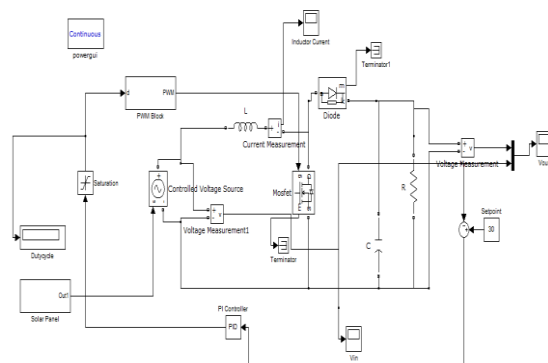 Continuous
powergui
Inductor Current
Terminator1
d
PWM
PWM Block
L
Current Measurement
Diode
m
Saturation
Controlled Voltage Source
Mosfet
Voltage Measurement
Vout
R
Voltage Measurement1
Setpoint
30
Dutycycle
Terminator
C
Out1
Solar Panel
PI Controller
PID
Vin